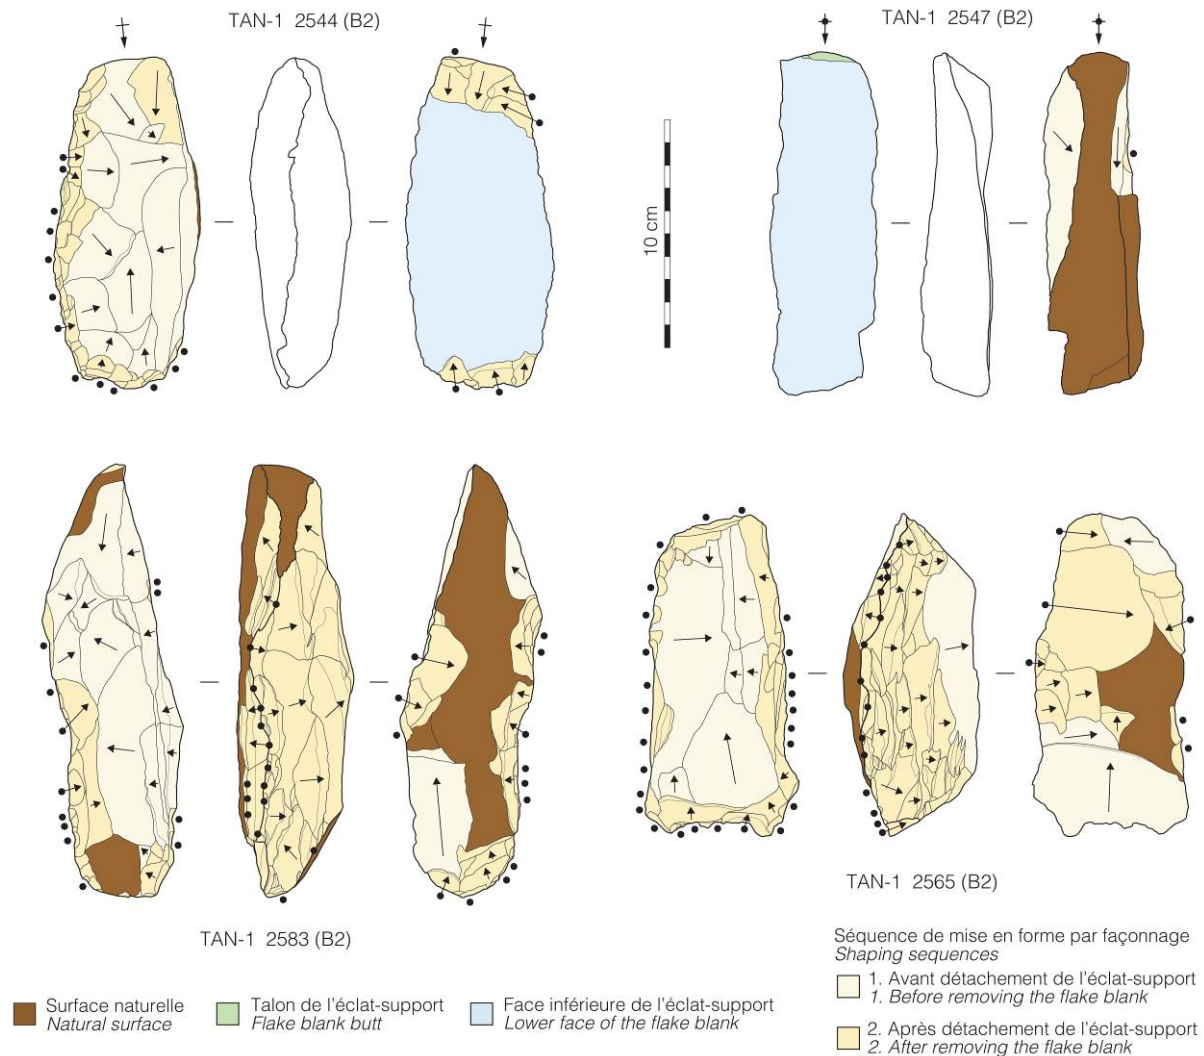 TAN-1 2544 (B2)
TAN-1 2547 (B2)
10 cm
TAN-1 2565 (B2)
TAN-1 2583 (B2)
Séquence de mise en forme par façonnage
Shaping sequences
1. Avant détachement de l'éclat-support
1. Before removing the flake blank
2. Après détachement de l'éclat-support
2. After removing the flake blank
Surface naturelle
Natural surface
Talon de l'éclat-support
Flake blank butt
Face inférieure de l'éclat-support
Lower face of the flake blank